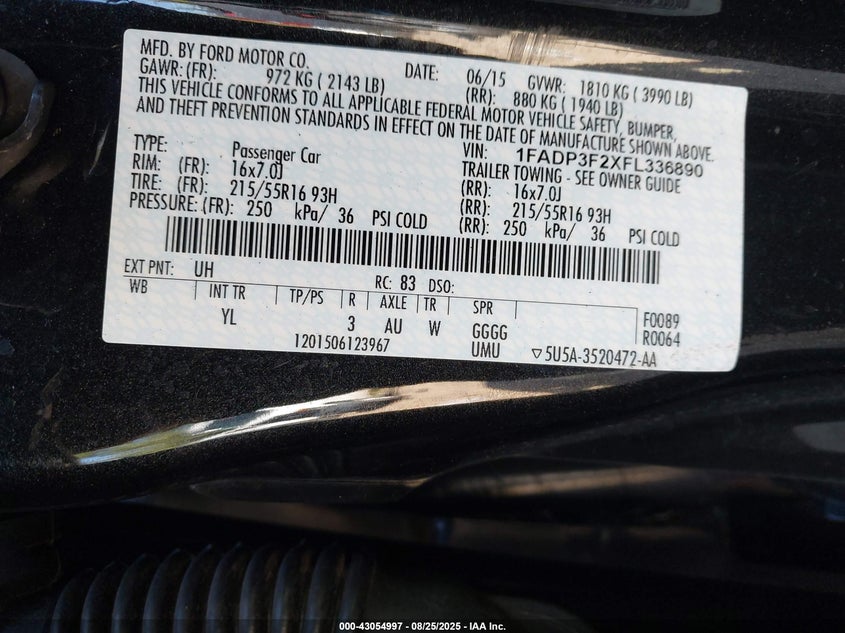 MFD. BY FORD MOTOR CO. DATE: 06/15 GVWR: 1810 KG ( 3990 LB)
GAWR: (FR): 972 KG ( 2143 LB) (RR): 880 KG ( 1940 LB)
THIS VEHICLE CONFORMS TO ALL APPLICABLE FEDERAL MOTOR VEHICLE SAFETY, BUMPER,
AND THEFT PREVENTION STANDARDS IN EFFECT ON THE DATE OF MANUFACTURE SHOWN ABOVE.
VIN: 1FADP3F2XFL336890
TYPE: Passenger Car TRAILER TOWING - SEE OWNER GUIDE
RIM: (FR): 16x7.0J (RR): 16x7.0J
TIRE: (FR): 215/55R16 93H (RR): 215/55R16 93H
PRESSURE: (FR): 250 kPa/ 36 PSI COLD (RR): 250 kPa/ 36 PSI COLD
EXT PNT: UH RC: 83 DSO:
WB INT TR TP/PS R AXLE TR SPR F0089
YL 3 AU W GGGG R0064
1201506123967 UMU ▽5U5A-3520472-AA
000-43054997 - 08/25/2025 - IAA Inc.